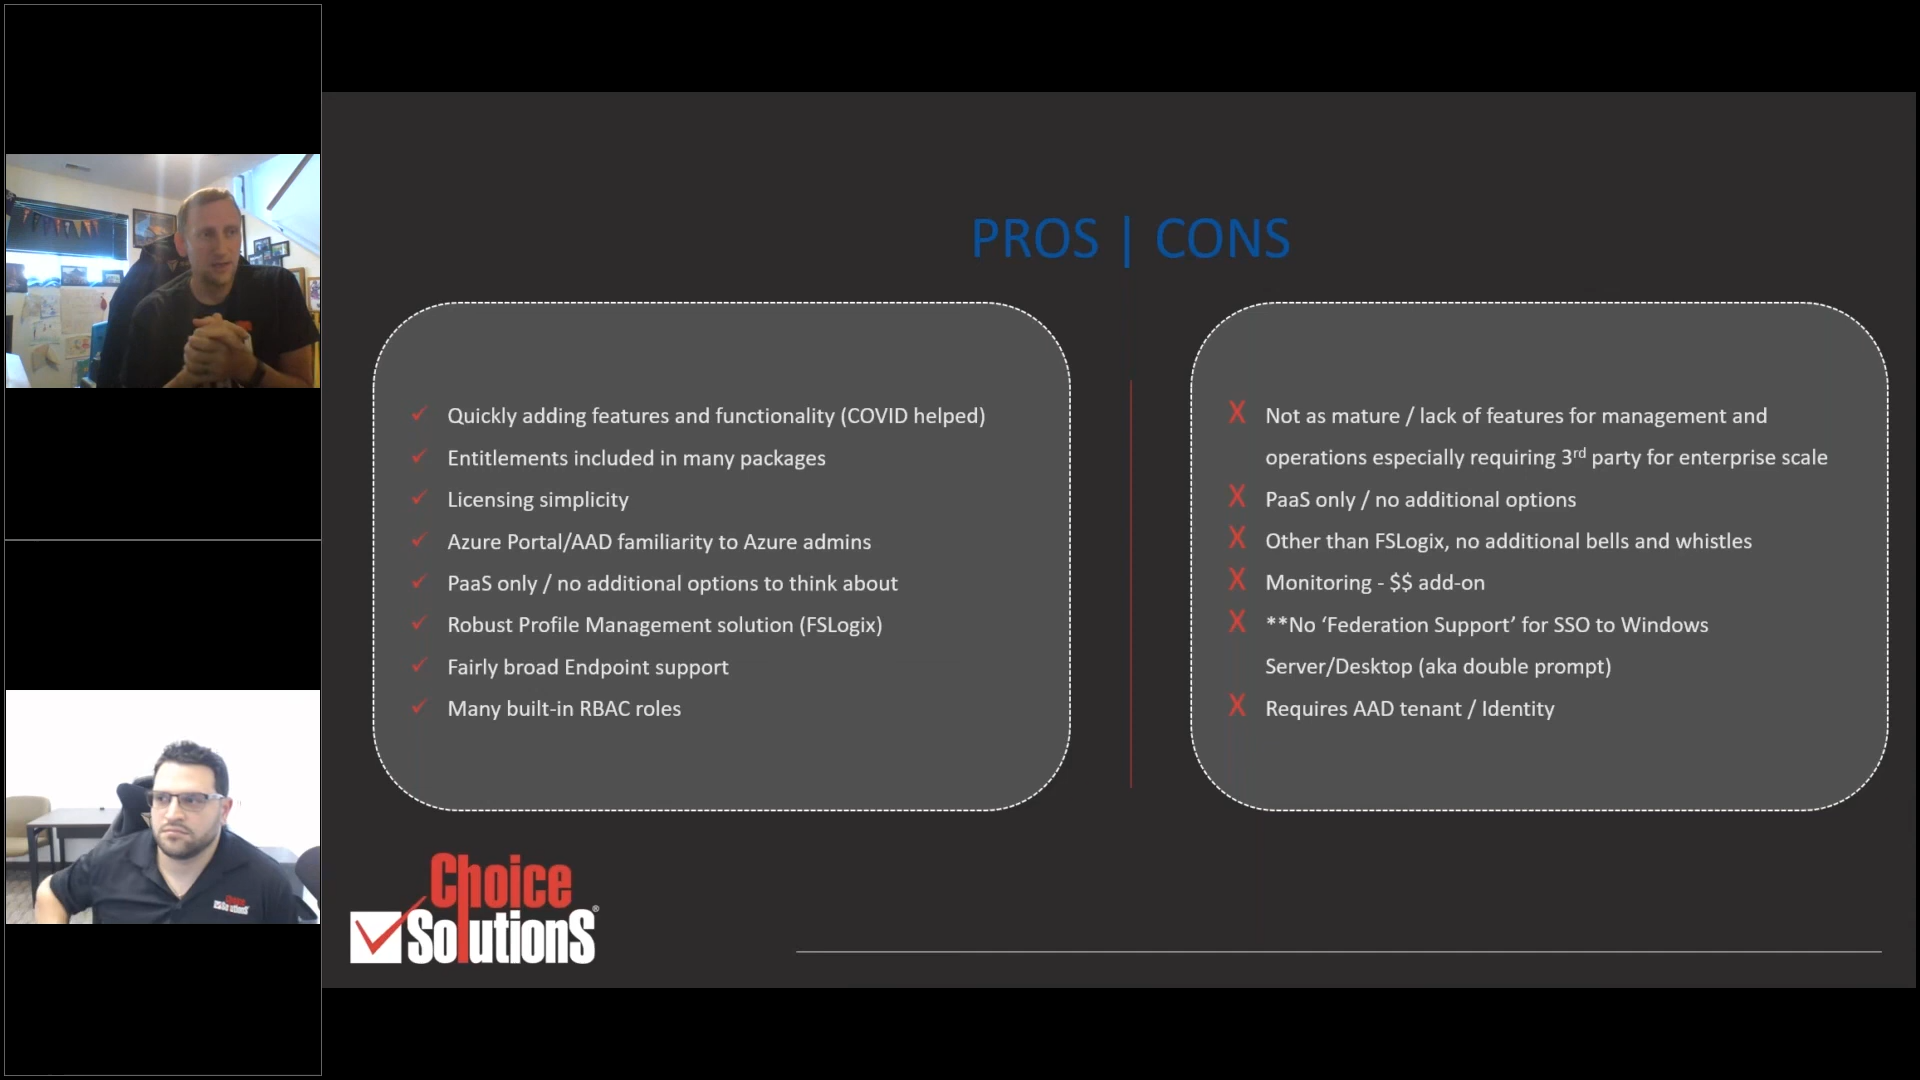 PROS | CONS
✓ Quickly adding features and functionality (COVID helped)
✓ Entitlements included in many packages
✓ Licensing simplicity
✓ Azure Portal/AAD familiarity to Azure admins
✓ PaaS only / no additional options to think about
✓ Robust Profile Management solution (FSLogix)
✓ Fairly broad Endpoint support
✓ Many built-in RBAC roles
X Not as mature / lack of features for management and
operations especially requiring 3rd party for enterprise scale
X PaaS only / no additional options
X Other than FSLogix, no additional bells and whistles
X Monitoring - $$ add-on
X **No ‘Federation Support’ for SSO to Windows
Server/Desktop (aka double prompt)
X Requires AAD tenant / Identity
Choice
Solutions®
Choice
Solutions